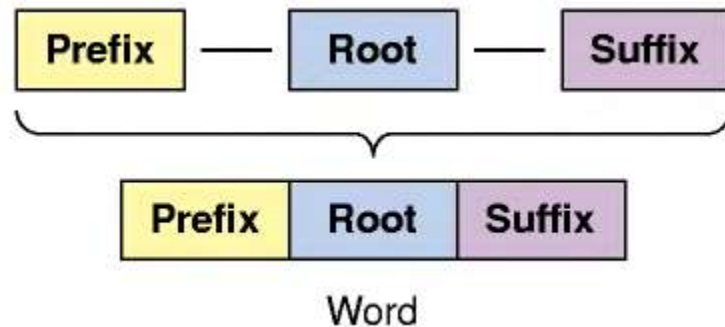 Prefix — Root — Suffix
Prefix Root Suffix
Word